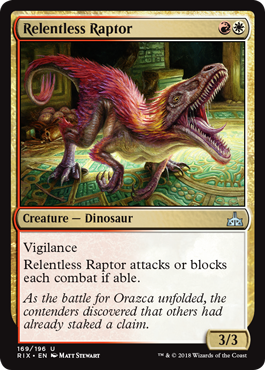 Relentless Raptor
Creature — Dinosaur
Vigilance
Relentless Raptor attacks or blocks
each combat if able.
As the battle for Orazca unfolded, the
contenders discovered that others had
already staked a claim.
3/3
169/196 U
RIX • EN Matt Stewart
™ & © 2018 Wizards of the Coast